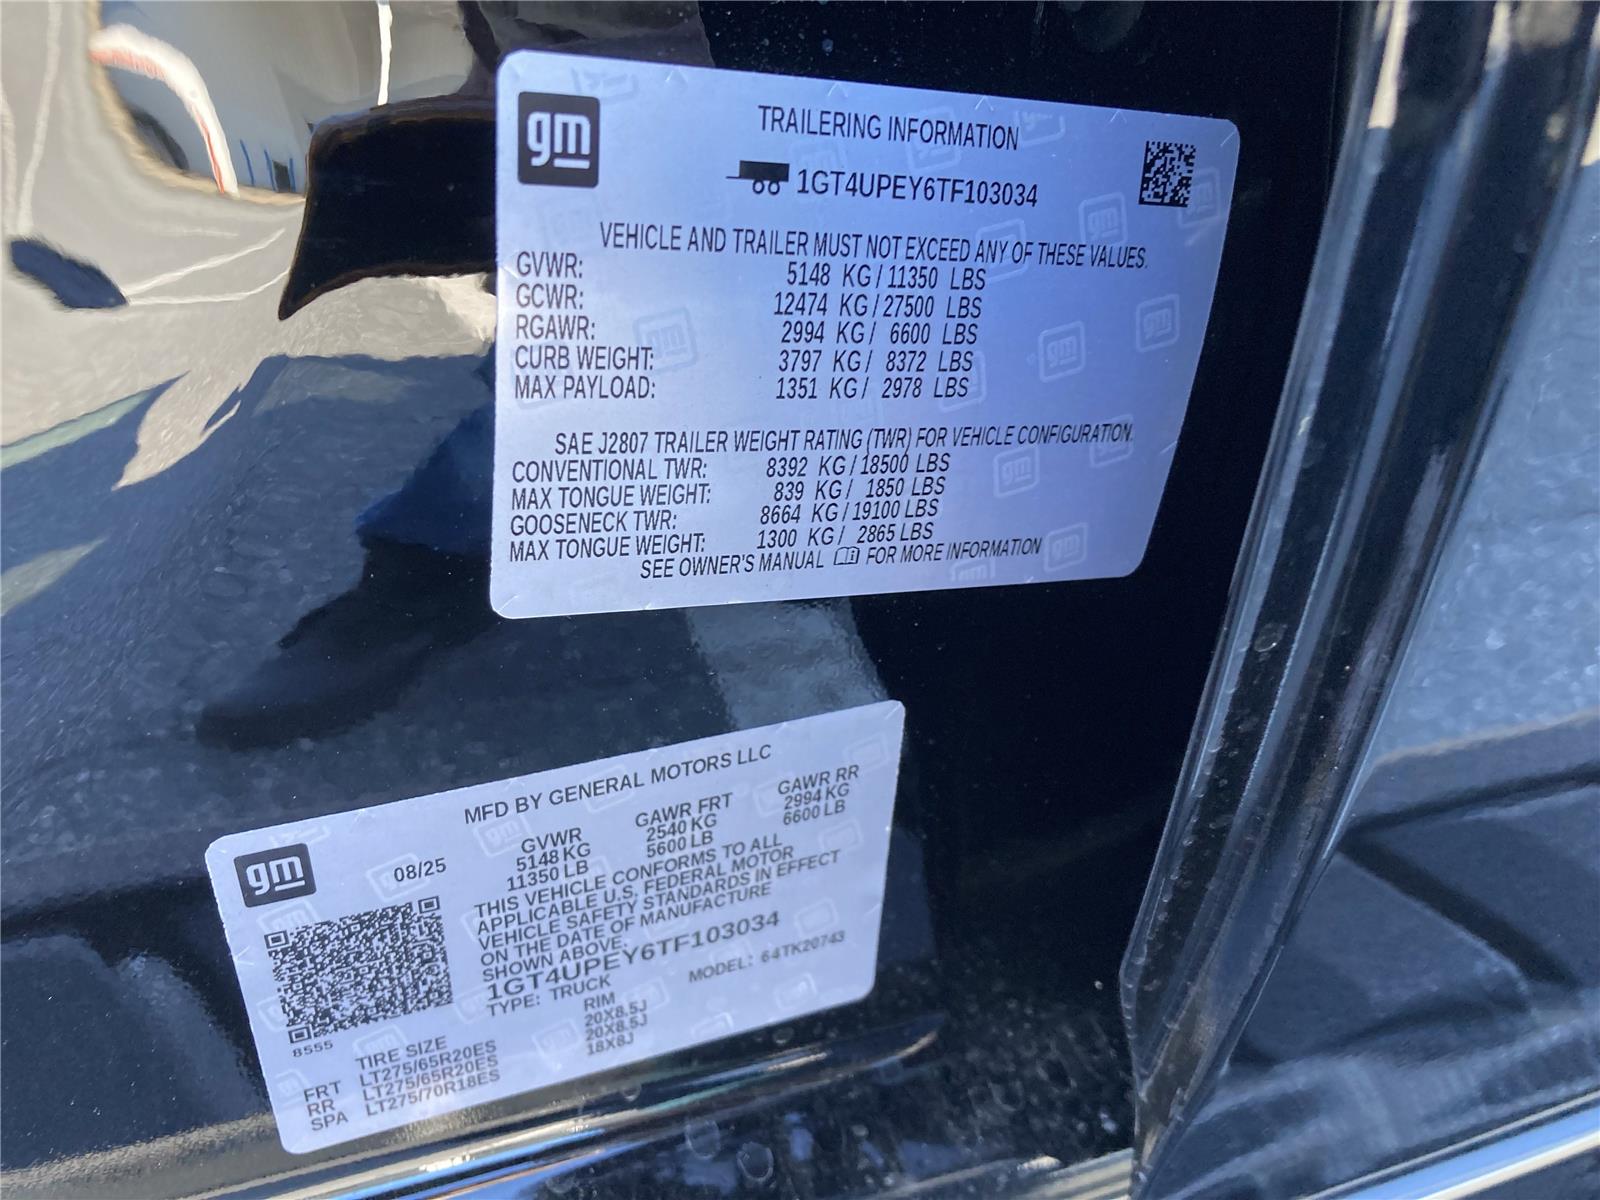 gm
TRAILERING INFORMATION
1GT4UPEY6TF103034
VEHICLE AND TRAILER MUST NOT EXCEED ANY OF THESE VALUES.
GVWR: 5148 KG / 11350 LBS
GCWR: 12474 KG / 27500 LBS
RGAWR: 2994 KG / 6600 LBS
CURB WEIGHT: 3797 KG / 8372 LBS
MAX PAYLOAD: 1351 KG / 2978 LBS
SAE J2807 TRAILER WEIGHT RATING (TWR) FOR VEHICLE CONFIGURATION.
CONVENTIONAL TWR: 8392 KG / 18500 LBS
MAX TONGUE WEIGHT: 839 KG / 1850 LBS
GOOSENECK TWR: 8664 KG / 19100 LBS
MAX TONGUE WEIGHT: 1300 KG / 2865 LBS
SEE OWNER'S MANUAL FOR MORE INFORMATION
MFD BY GENERAL MOTORS LLC
gm
08/25
GVWR GAWR FRT GAWR RR
5148 KG 2540 KG 2994 KG
11350 LB 5600 LB 6600 LB
THIS VEHICLE CONFORMS TO ALL
APPLICABLE U.S. FEDERAL MOTOR
VEHICLE SAFETY STANDARDS IN EFFECT
ON THE DATE OF MANUFACTURE
SHOWN ABOVE.
1GT4UPEY6TF103034
TYPE: TRUCK MODEL: 64TK20743
8555
TIRE SIZE RIM
FRT LT275/65R20ES 20X8.5J
RR LT275/65R20ES 20X8.5J
SPA LT275/70R18ES 18X8J